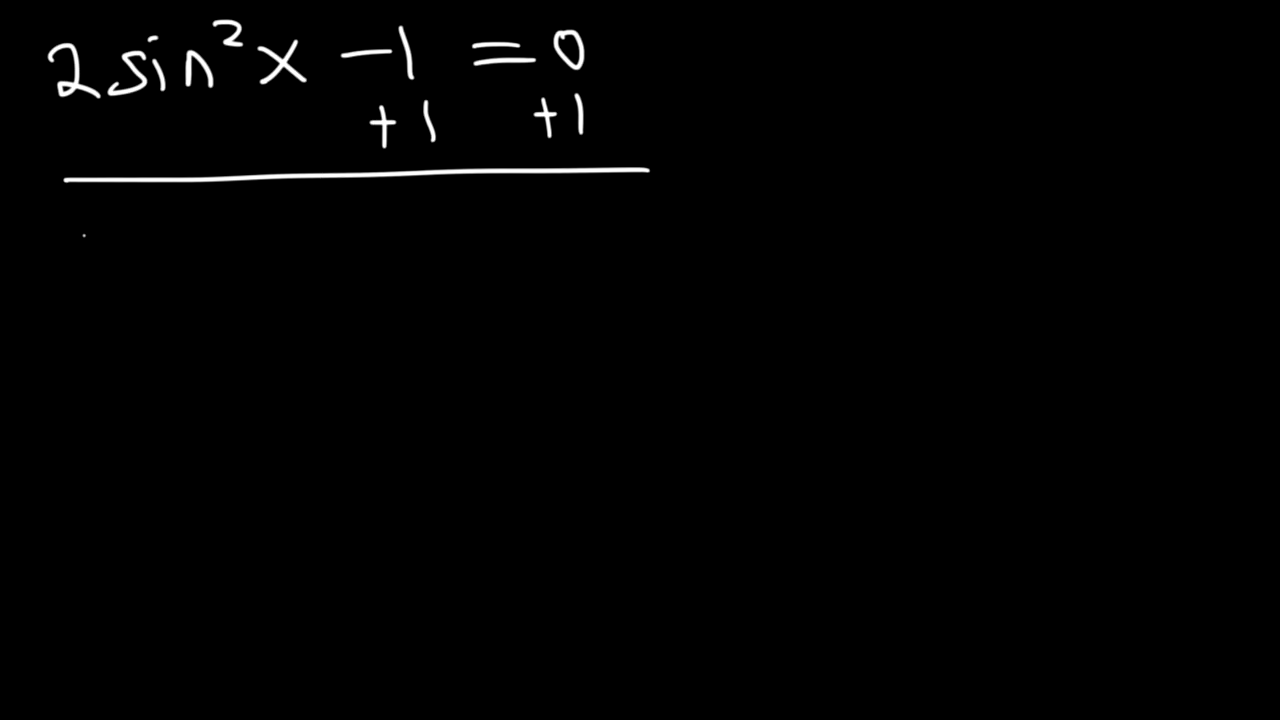 2sin²x -1 = 0
+1 +1